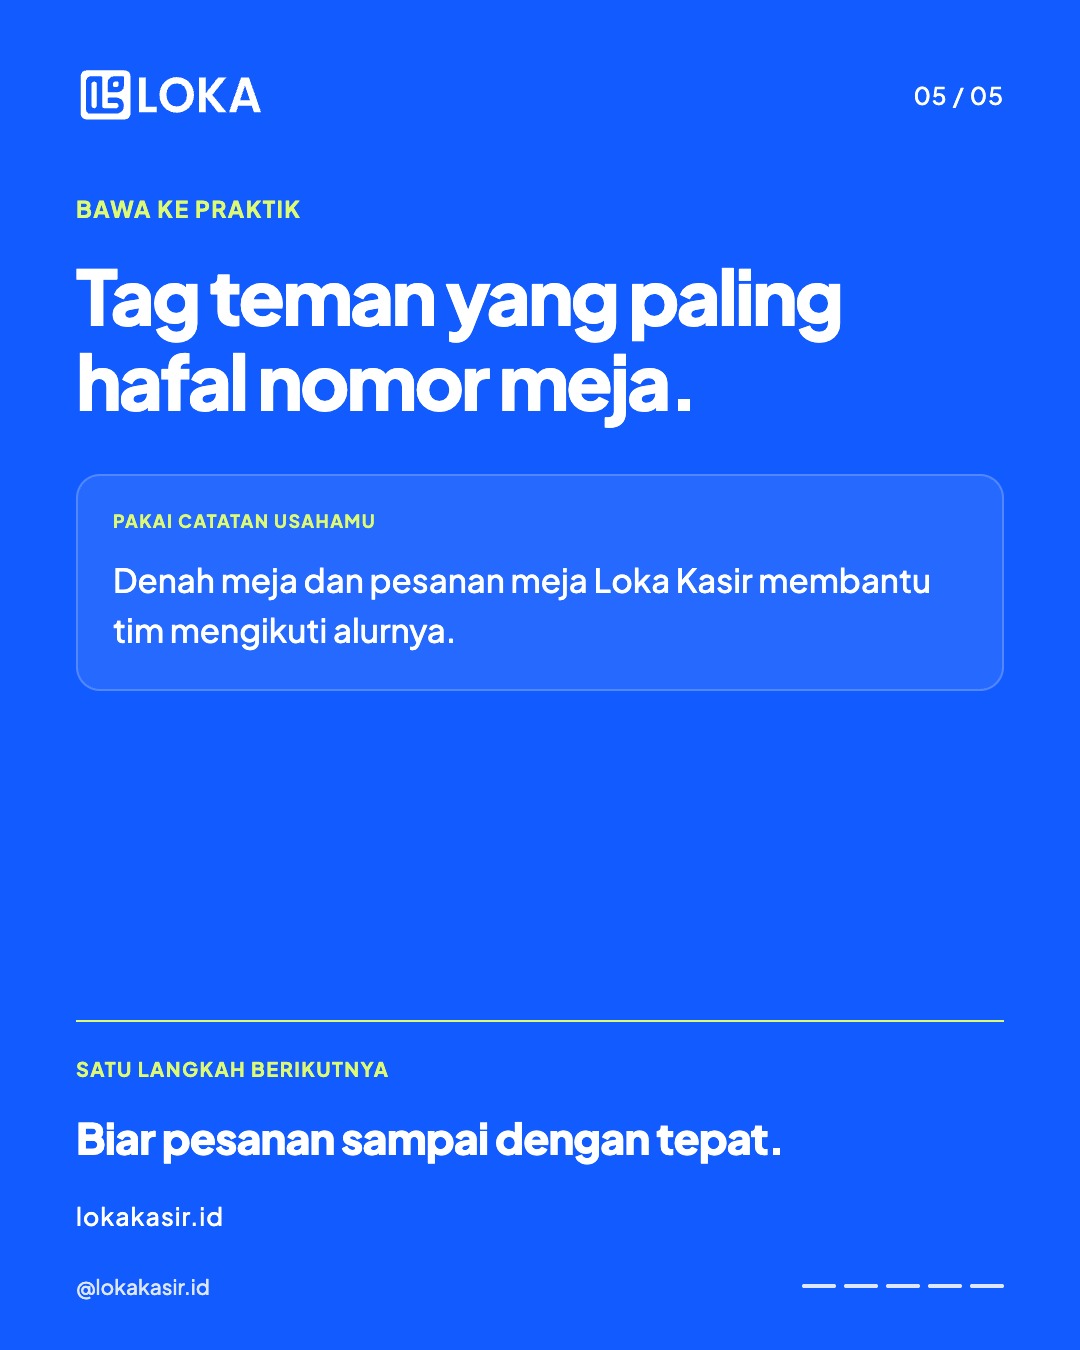 LOKA
05 / 05
BAWA KE PRAKTIK
Tag teman yang paling
hafal nomor meja.
PAKAI CATATAN USAHAMU
Denah meja dan pesanan meja Loka Kasir membantu
tim mengikuti alurnya.
SATU LANGKAH BERIKUTNYA
Biar pesanan sampai dengan tepat.
lokakasir.id
@lokakasir.id